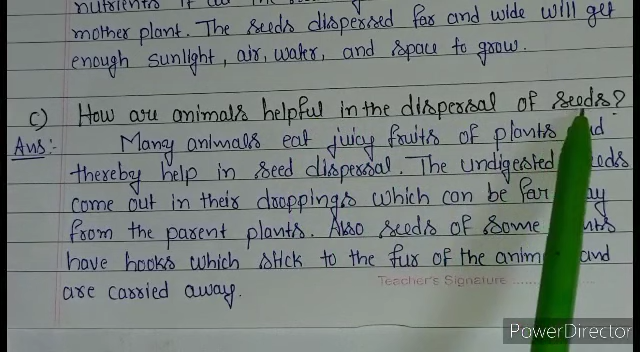 mother plant. The seeds dispersed far and wide will get
enough sunlight, air, water, and space to grow.
c) How are animals helpful in the dispersal of seeds?
Ans:- Many animals eat juicy fruits of plants
thereby help in seed dispersal. The undigested
come out in their droppings which can be far
from the parent plants. Also seeds of some
have hooks which stick to the fur of the and
are carried away.
Teacher's Signature
PowerDirector